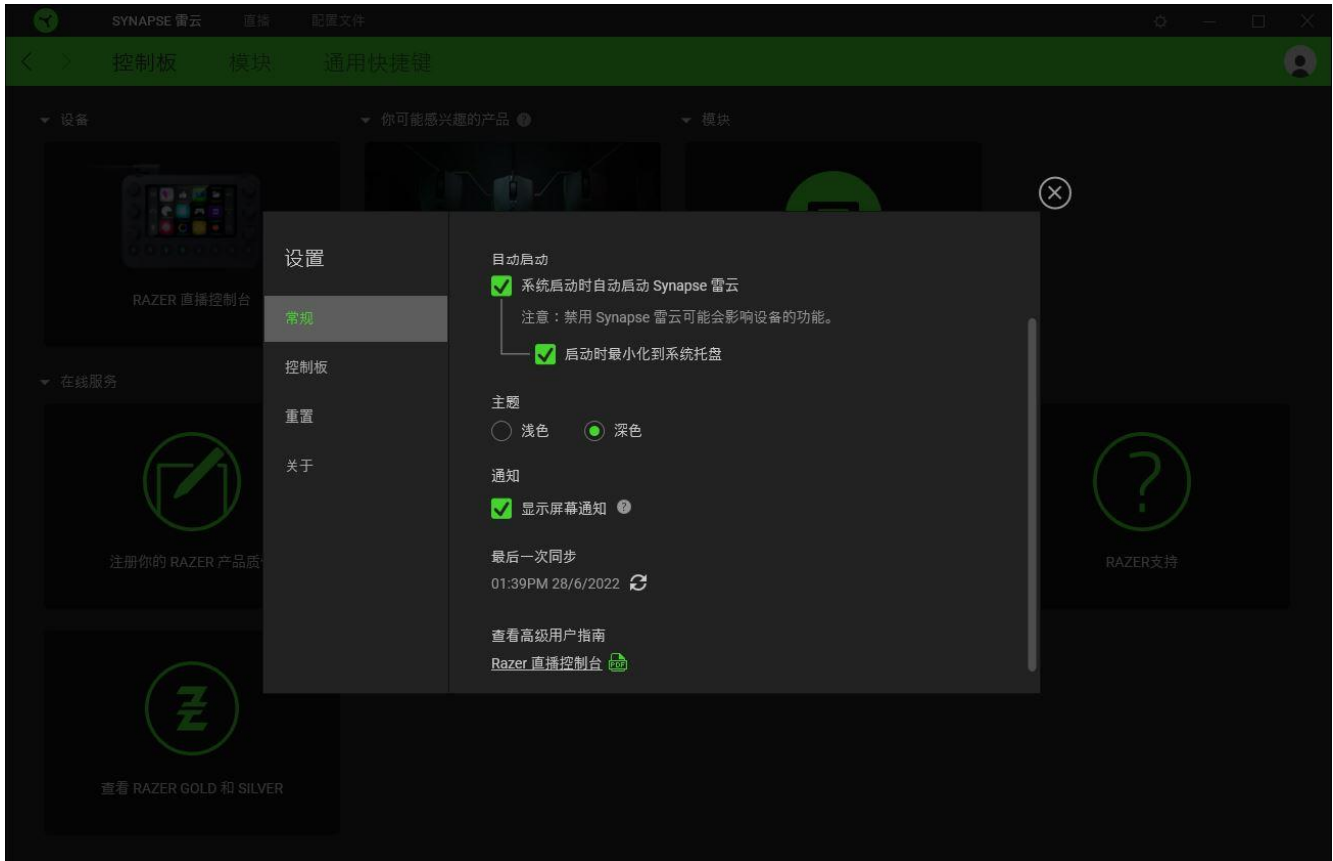 SYNAPSE 雷云 直播 配置文件
控制板 模块 通用快捷键
设备 你可能感兴趣的产品 ? 模块
RAZER 直播控制台
在线服务
注册你的 RAZER 产品质
RAZER支持
查看 RAZER GOLD 和 SILVER
设置
常规
控制板
重置
关于
自动启动
系统启动时自动启动 Synapse 雷云
注意：禁用 Synapse 雷云可能会影响设备的功能。
启动时最小化到系统托盘
主题
浅色 深色
通知
显示屏幕通知 ?
最后一次同步
01:39PM 28/6/2022
查看高级用户指南
Razer 直播控制台 PDF